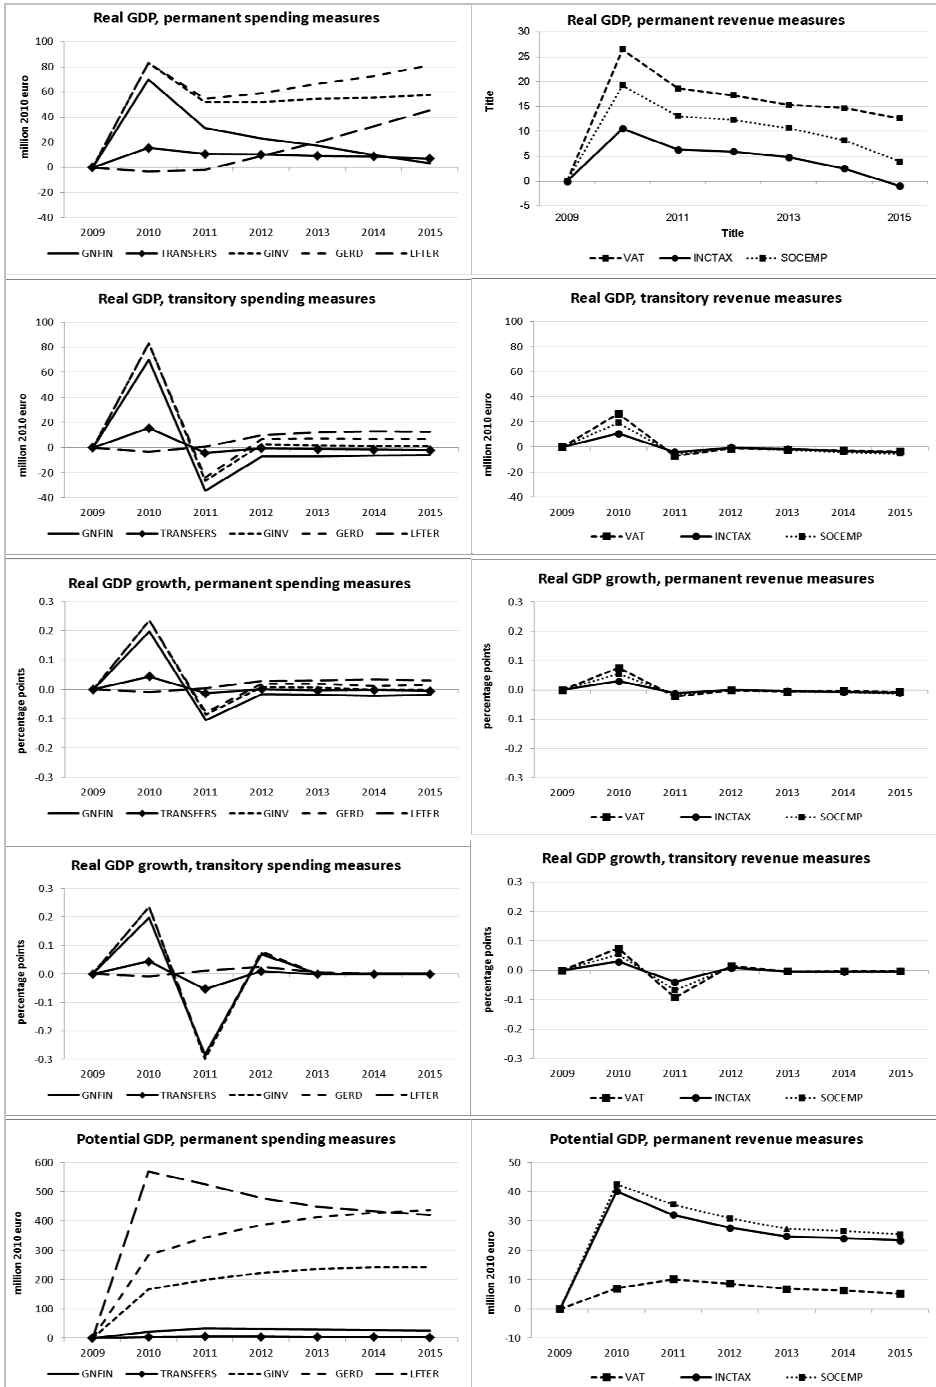 Real GDP, permanent spending measures
100
80
60
40
20
0
-20
-40
million 2010 euro
2009 2010 2011 2012 2013 2014 2015
GNFIN TRANSFERS GINV GERD LFTER
Real GDP, permanent revenue measures
30
25
20
15
10
5
0
-5
Title
2009 2011 2013 2015
Title
VAT INCTAX SOCEMP
Real GDP, transitory spending measures
100
80
60
40
20
0
-20
-40
million 2010 euro
2009 2010 2011 2012 2013 2014 2015
GNFIN TRANSFERS GINV GERD LFTER
Real GDP, transitory revenue measures
100
80
60
40
20
0
-20
-40
million 2010 euro
2009 2010 2011 2012 2013 2014 2015
VAT INCTAX SOCEMP
Real GDP growth, permanent spending measures
0.3
0.2
0.1
0.0
-0.1
-0.2
-0.3
percentage points
2009 2010 2011 2012 2013 2014 2015
GNFIN TRANSFERS GINV GERD LFTER
Real GDP growth, permanent revenue measures
0.3
0.2
0.1
0.0
-0.1
-0.2
-0.3
percentage points
2009 2010 2011 2012 2013 2014 2015
VAT INCTAX SOCEMP
Real GDP growth, transitory spending measures
0.3
0.2
0.1
0.0
-0.1
-0.2
-0.3
percentage points
2009 2010 2011 2012 2013 2014 2015
GNFIN TRANSFERS GINV GERD LFTER
Real GDP growth, transitory revenue measures
0.3
0.2
0.1
0.0
-0.1
-0.2
-0.3
percentage points
2009 2010 2011 2012 2013 2014 2015
VAT INCTAX SOCEMP
Potential GDP, permanent spending measures
600
500
400
300
200
100
0
million 2010 euro
2009 2010 2011 2012 2013 2014 2015
GNFIN TRANSFERS GINV GERD LFTER
Potential GDP, permanent revenue measures
50
40
30
20
10
0
-10
million 2010 euro
2009 2010 2011 2012 2013 2014 2015
VAT INCTAX SOCEMP